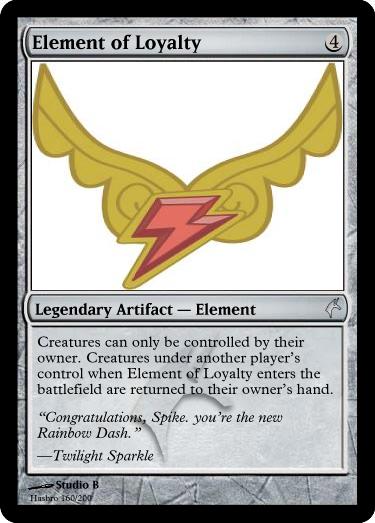 Element of Loyalty 4
Legendary Artifact — Element
Creatures can only be controlled by their
owner. Creatures under another player's
control when Element of Loyalty enters the
battlefield are returned to their owner's hand.
“Congratulations, Spike. you're the new
Rainbow Dash.”
—Twilight Sparkle
Studio B
Hasbro 160/200